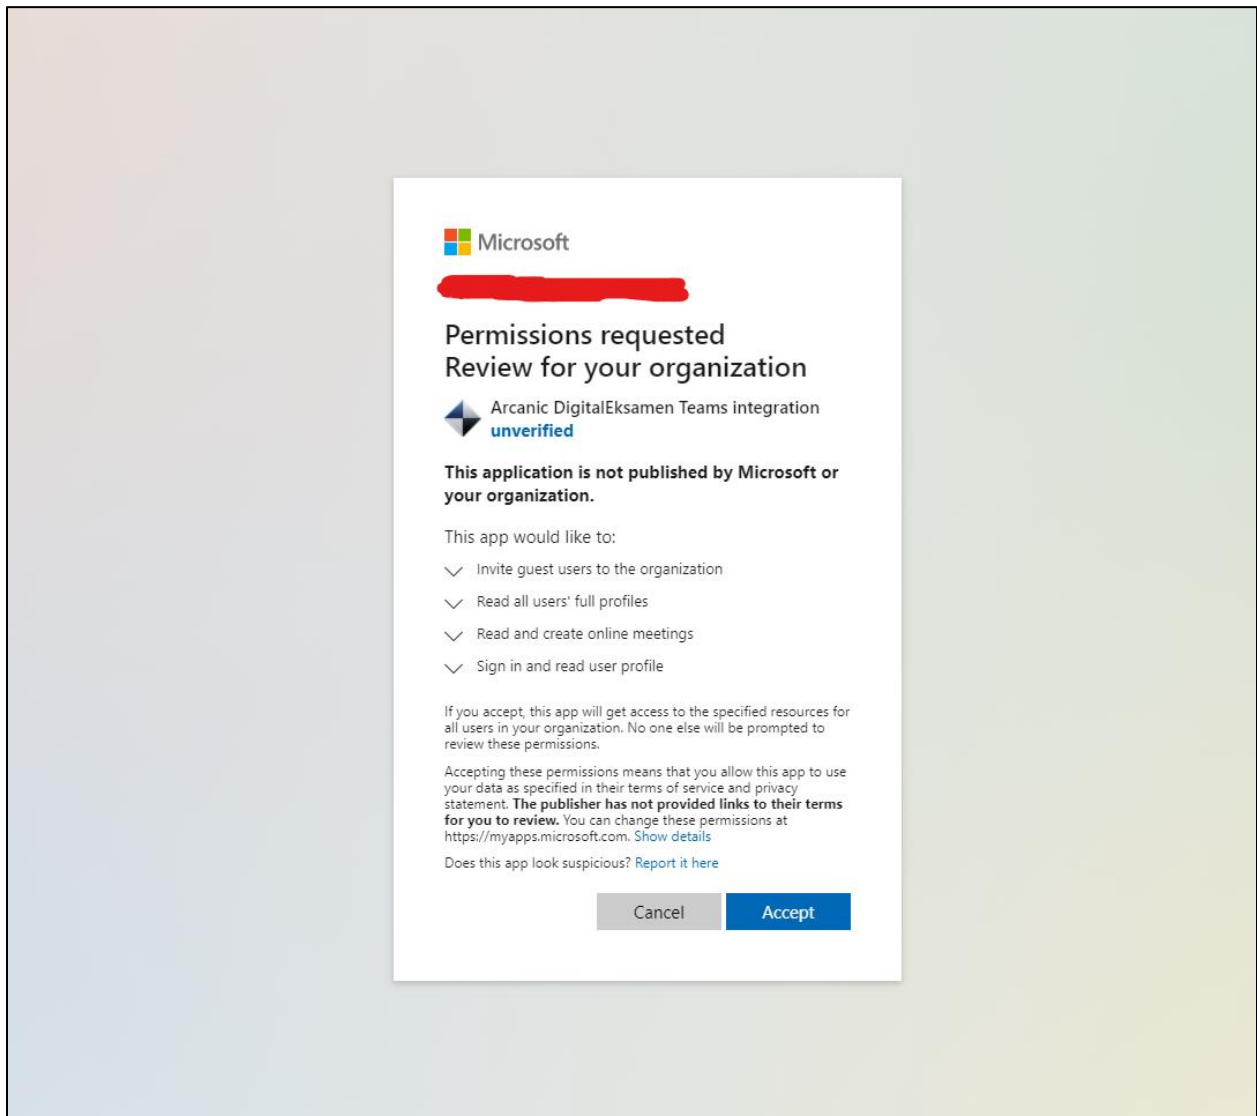 Microsoft
Permissions requested
Review for your organization
Arcanic DigitalEksamen Teams integration
unverified
This application is not published by Microsoft or
your organization.
This app would like to:
Invite guest users to the organization
Read all users' full profiles
Read and create online meetings
Sign in and read user profile
If you accept, this app will get access to the specified resources for
all users in your organization. No one else will be prompted to
review these permissions.
Accepting these permissions means that you allow this app to use
your data as specified in their terms of service and privacy
statement. The publisher has not provided links to their terms
for you to review. You can change these permissions at
https://myapps.microsoft.com. Show details
Does this app look suspicious? Report it here
Cancel Accept